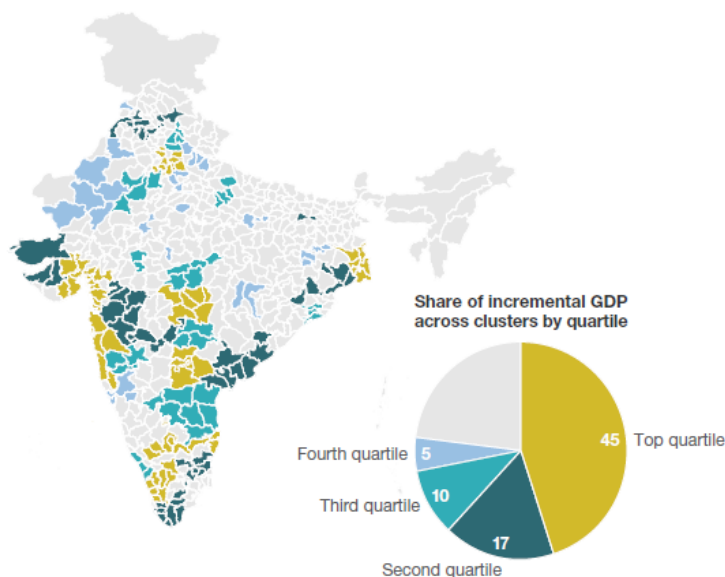 Share of incremental GDP
across clusters by quartile
45
Top quartile
Fourth quartile
5
10
Third quartile
17
Second quartile